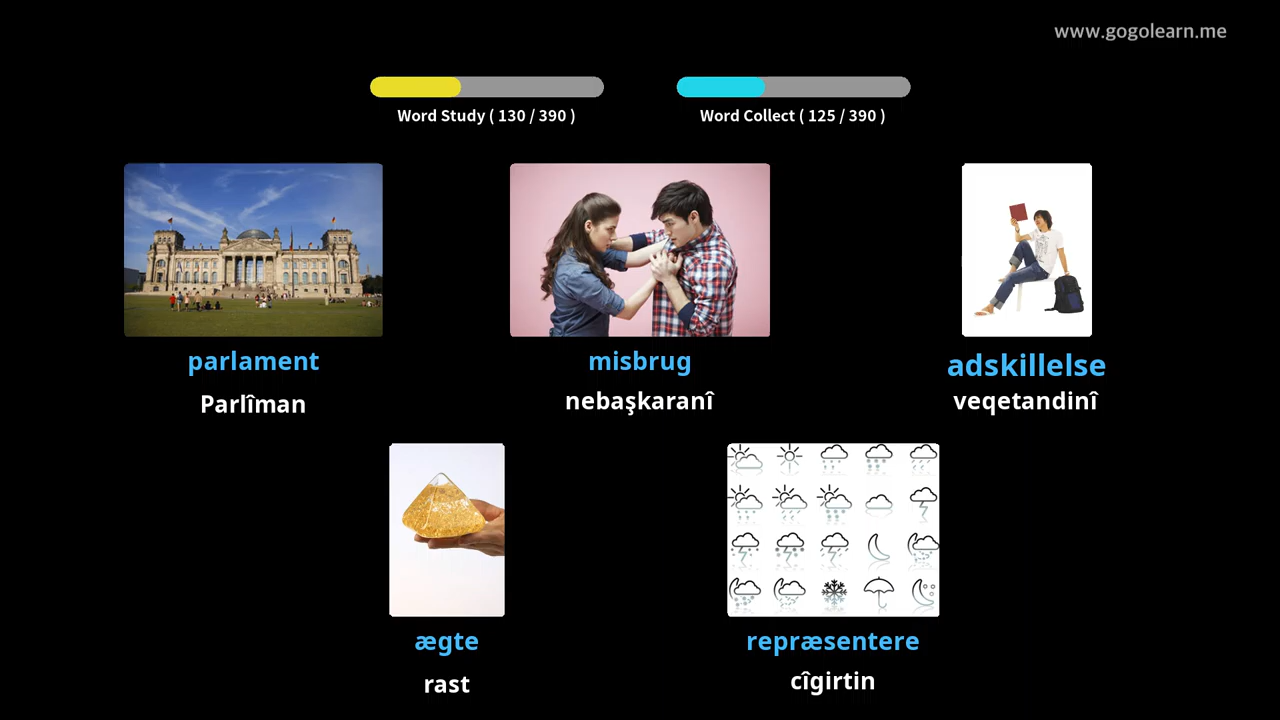 www.gogolearn.me
Word Study ( 130 / 390 )
Word Collect ( 125 / 390 )
parlament
Parlîman
misbrug
nebaşkaranî
adskillelse
veqetandinî
ægte
rast
repræsentere
cîgirtin